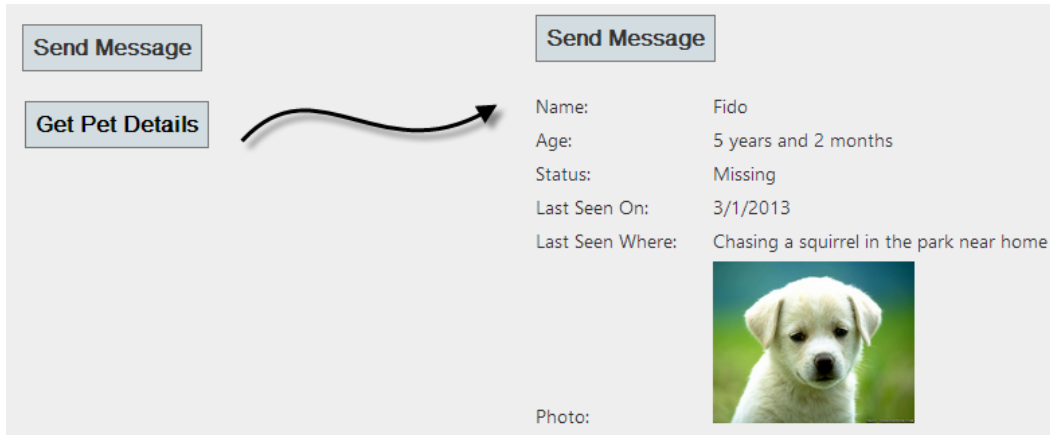 Send Message
Get Pet Details
Send Message
Name: Fido
Age: 5 years and 2 months
Status: Missing
Last Seen On: 3/1/2013
Last Seen Where: Chasing a squirrel in the park near home
Photo: